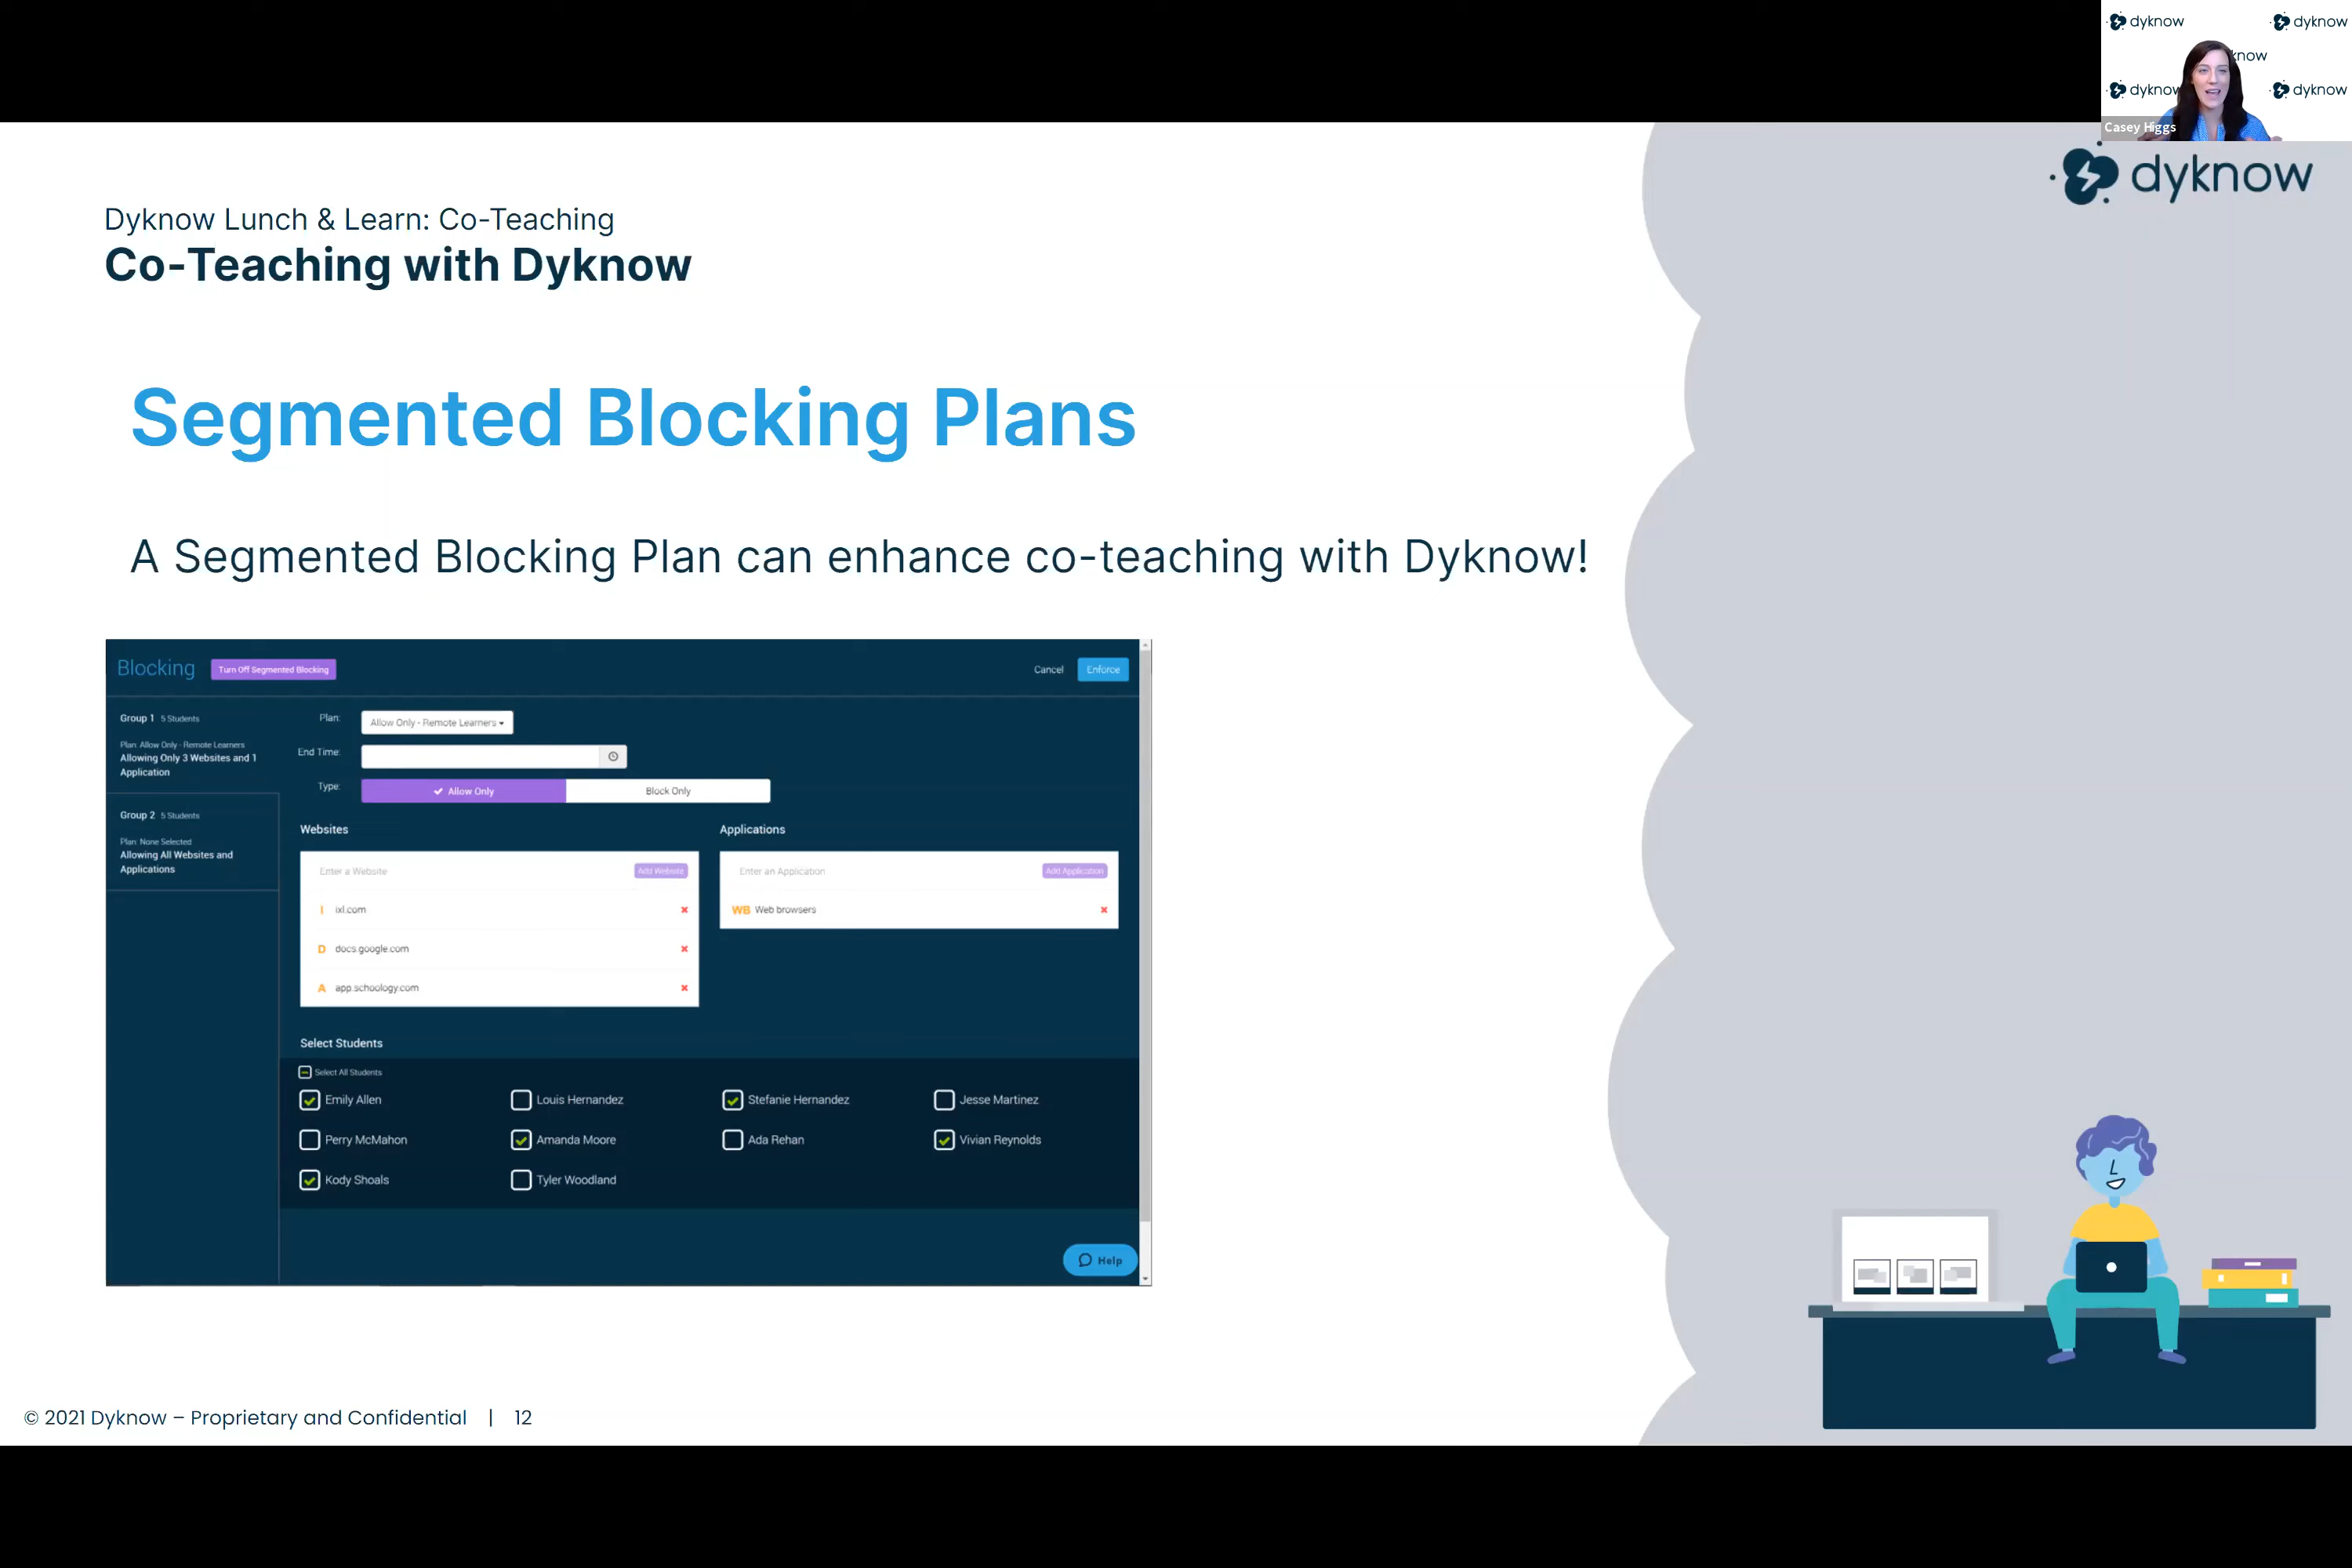 dyknow dyknow
know
dyknow dyknow
Casey Higgs
dyknow
Dyknow Lunch & Learn: Co-Teaching
Co-Teaching with Dyknow
Segmented Blocking Plans
A Segmented Blocking Plan can enhance co-teaching with Dyknow!
Blocking Turn Off Segmented Blocking Cancel Enforce
Group 1 5 Students
Plan: Allow Only - Remote Learners
Allowing Only 3 Websites and 1
Application
Group 2 5 Students
Plan: None Selected
Allowing All Websites and
Applications
Plan: Allow Only - Remote Learners
End Time:
Type: Allow Only Block Only
Websites Applications
Enter a Website Add Website Enter an Application Add Application
I ixl.com WB Web browsers
D docs.google.com
A app.schoology.com
Select Students
Select All Students
Emily Allen Louis Hernandez Stefanie Hernandez Jesse Martinez
Perry McMahon Amanda Moore Ada Rehan Vivian Reynolds
Kody Shoals Tyler Woodland
Help
© 2021 Dyknow – Proprietary and Confidential | 12